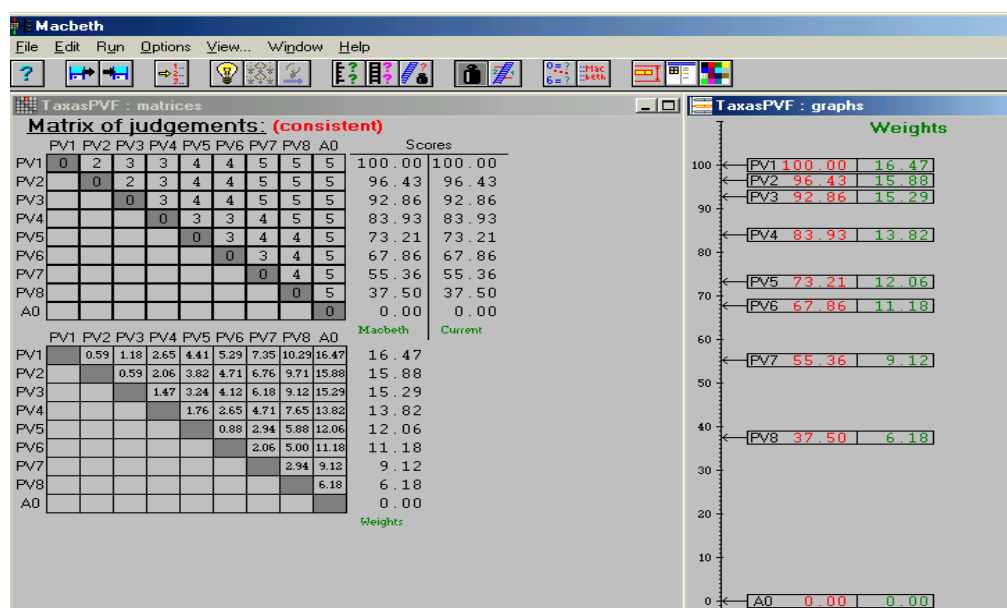 Macbeth
File Edit Run Options View... Window Help
TaxasPVF : matrices
Matrix of judgements: (consistent)
PV1 PV2 PV3 PV4 PV5 PV6 PV7 PV8 A0 Scores
PV1 0 2 3 3 4 4 5 5 5 100.00 100.00
PV2 0 2 3 4 4 5 5 5 96.43 96.43
PV3 0 3 4 4 5 5 5 92.86 92.86
PV4 0 3 3 4 5 5 83.93 83.93
PV5 0 3 4 4 5 73.21 73.21
PV6 0 3 4 5 67.86 67.86
PV7 0 4 5 55.36 55.36
PV8 0 5 37.50 37.50
A0 0 0.00 0.00
Macbeth Current
PV1 PV2 PV3 PV4 PV5 PV6 PV7 PV8 A0
PV1 0.59 1.18 2.65 4.41 5.29 7.35 10.29 16.47 16.47
PV2 0.59 2.06 3.82 4.71 6.76 9.71 15.88 15.88
PV3 1.47 3.24 4.12 6.18 9.12 15.29 15.29
PV4 1.76 2.65 4.71 7.65 13.82 13.82
PV5 0.88 2.94 5.88 12.06 12.06
PV6 2.06 5.00 11.18 11.18
PV7 2.94 9.12 9.12
PV8 6.18 6.18
A0 0.00
Weights
TaxasPVF : graphs
Weights
100 PV1 100.00 16.47
PV2 96.43 15.88
PV3 92.86 15.29
90
PV4 83.93 13.82
80
PV5 73.21 12.06
70
PV6 67.86 11.18
60
PV7 55.36 9.12
50
40
PV8 37.50 6.18
30
20
10
0 A0 0.00 0.00